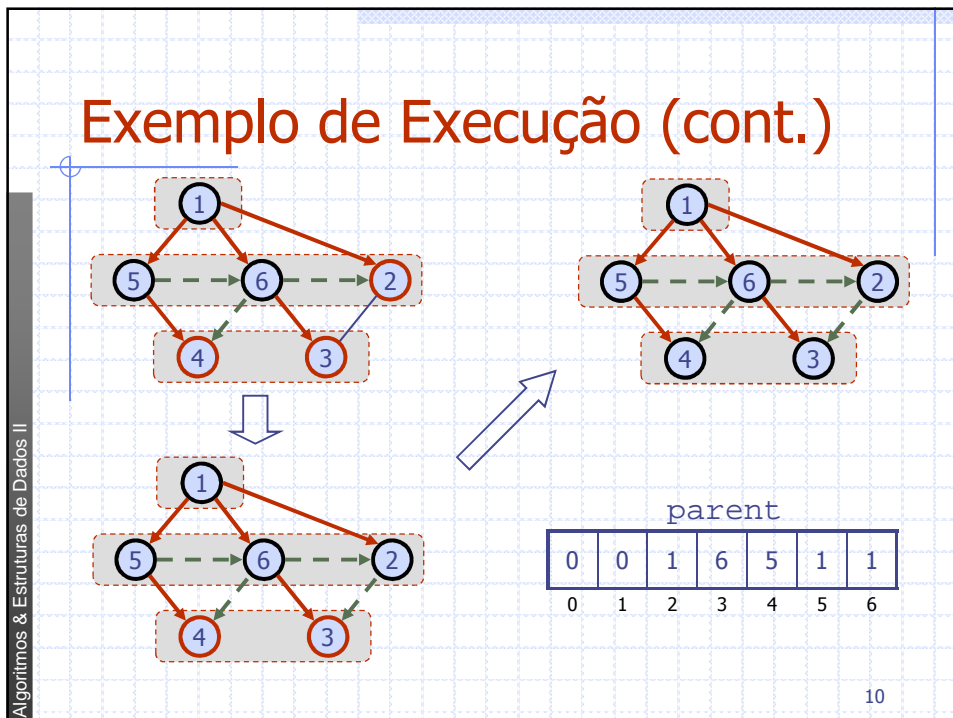 Exemplo de Execução (cont.)
1
5 6 2
4 3
1
5 6 2
4 3
1
5 6 2
4 3
parent
0 0 1 6 5 1 1
0 1 2 3 4 5 6
Algoritmos & Estruturas de Dados II
10